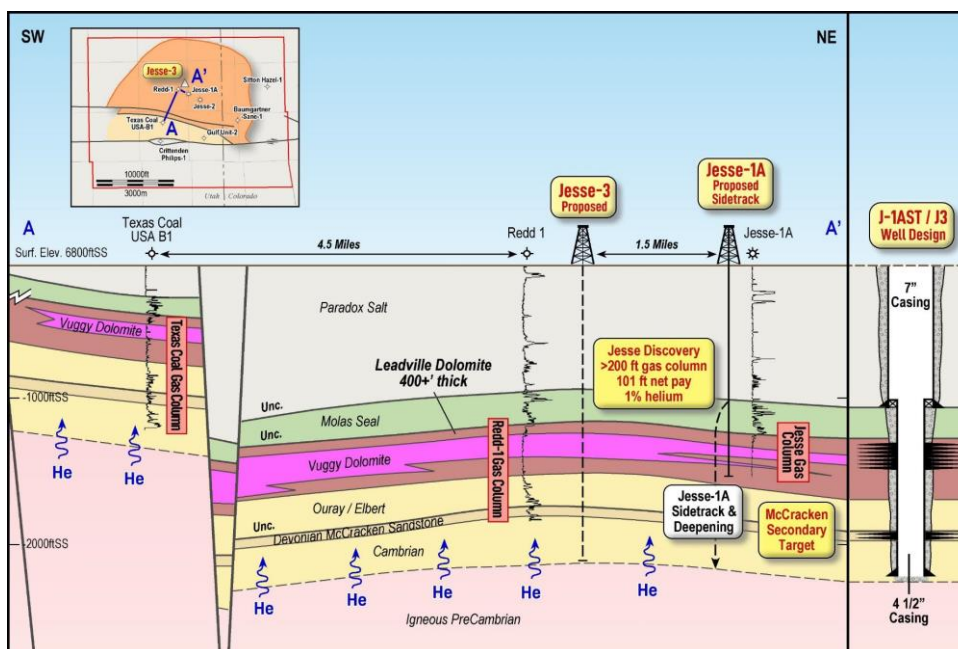 SW
NE
Jesse-3
A'
Redd-1
Jesse-1A
Jesse-2
Sitton Hazel-1
Texas Coal
USA-B1
A
Baumgartner
-Sane-1
Gulf Unit-2
Crittenden
Philips-1
10000ft
3000m
Utah
Colorado
A
Texas Coal
USA B1
Surf. Elev. 6800ftSS
4.5 Miles
Redd 1
Jesse-3
Proposed
1.5 Miles
Jesse-1A
Proposed
Sidetrack
Jesse-1A
A'
J-1AST / J3
Well Design
7” Casing
Paradox Salt
Vuggy Dolomite
Texas Coal Gas Column
Leadville Dolomite
400+' thick
Jesse Discovery
>200 ft gas column
101 ft net pay
1% helium
-1000ftSS
Unc.
Molas Seal
Unc.
Redd-1 Gas Column
Jesse Gas
Column
Vuggy Dolomite
He
He
Ouray / Elbert
Jesse-1A
Sidetrack &
Deepening
McCracken
Secondary
Target
Unc.
Devonian McCracken Sandstone
-2000ftSS
Cambrian
He
He
He
He
He
Igneous PreCambrian
4 1/2”
Casing